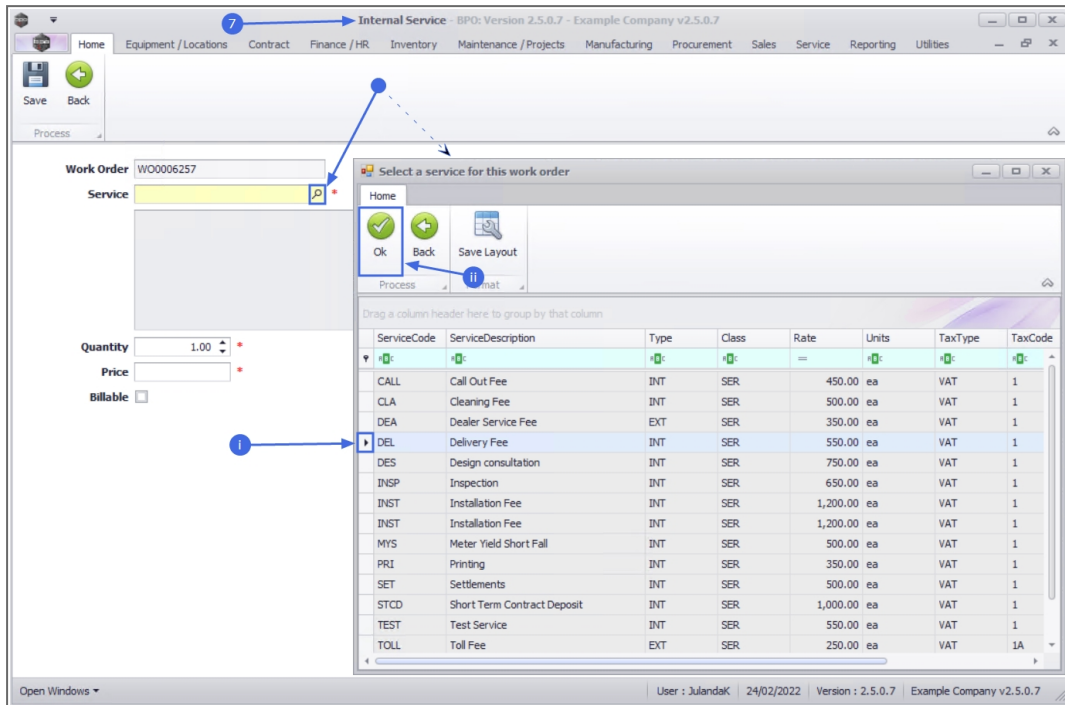 7
Internal Service - BPO: Version 2.5.0.7 - Example Company v2.5.0.7
Home Equipment / Locations Contract Finance / HR Inventory Maintenance / Projects Manufacturing Procurement Sales Service Reporting Utilities
Save Back
Process
Work Order WO0006257
Service *
Quantity 1.00 *
Price *
Billable
Select a service for this work order
Home
Ok Back Save Layout
ii
Process Format
Drag a column header here to group by that column
ServiceCode ServiceDescription Type Class Rate Units TaxType TaxCode
=
CALL Call Out Fee INT SER 450.00 ea VAT 1
CLA Cleaning Fee INT SER 500.00 ea VAT 1
DEA Dealer Service Fee EXT SER 350.00 ea VAT 1
i
DEL Delivery Fee INT SER 550.00 ea VAT 1
DES Design consultation INT SER 750.00 ea VAT 1
INSP Inspection INT SER 650.00 ea VAT 1
INST Installation Fee INT SER 1,200.00 ea VAT 1
INST Installation Fee INT SER 1,200.00 ea VAT 1
MYS Meter Yield Short Fall INT SER 500.00 ea VAT 1
PRI Printing INT SER 350.00 ea VAT 1
SET Settlements INT SER 500.00 ea VAT 1
STCD Short Term Contract Deposit INT SER 1,000.00 ea VAT 1
TEST Test Service INT SER 550.00 ea VAT 1
TOLL Toll Fee EXT SER 250.00 ea VAT 1A
Open Windows User : JulandaK 24/02/2022 Version : 2.5.0.7 Example Company v2.5.0.7